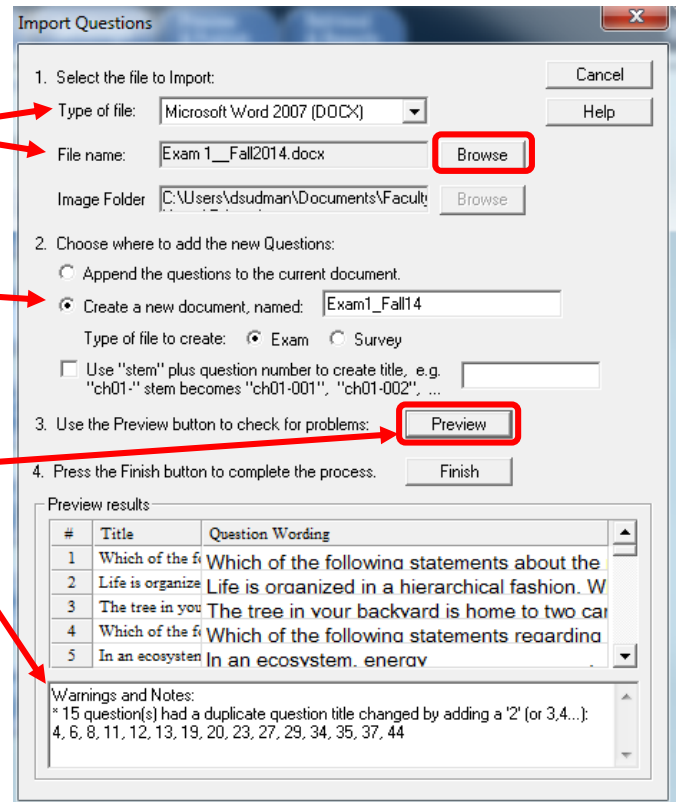 Import Questions
1. Select the file to Import:
Cancel
Type of file: Microsoft Word 2007 (DOCX)
Help
File name: Exam 1__Fall2014.docx Browse
Image Folder C:\Users\dsudman\Documents\Faculty Browse
2. Choose where to add the new Questions:
Append the questions to the current document.
Create a new document, named: Exam1_Fall14
Type of file to create: Exam Survey
Use "stem" plus question number to create title, e.g.
"ch01-" stem becomes "ch01-001", "ch01-002", ...
3. Use the Preview button to check for problems: Preview
4. Press the Finish button to complete the process. Finish
Preview results
# Title Question Wording
1 Which of the fo Which of the following statements about the
2 Life is organize Life is organized in a hierarchical fashion. W
3 The tree in you The tree in your backyard is home to two car
4 Which of the fo Which of the following statements regarding
5 In an ecosysten In an ecosystem, energy
Warnings and Notes:
* 15 question(s) had a duplicate question title changed by adding a '2' (or 3,4...):
4, 6, 8, 11, 12, 13, 19, 20, 23, 27, 29, 34, 35, 37, 44